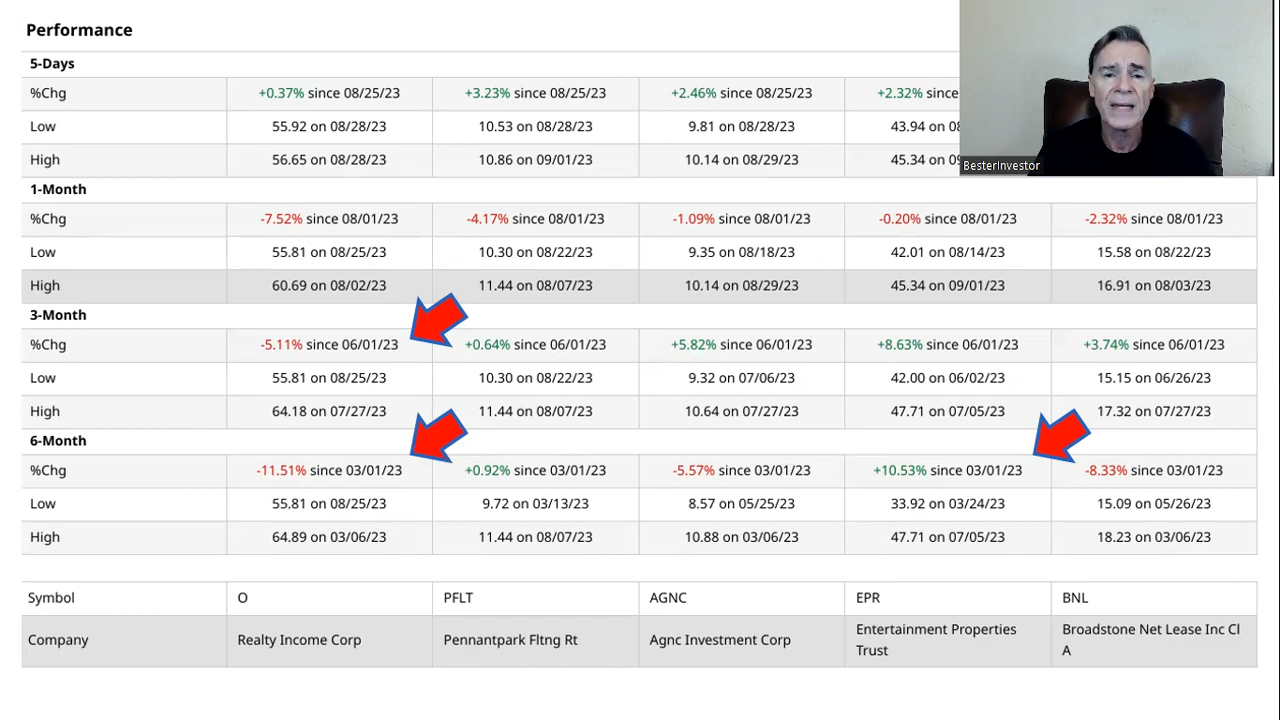 Performance
5-Days
%Chg +0.37% since 08/25/23 +3.23% since 08/25/23 +2.46% since 08/25/23 +2.32% since
Low 55.92 on 08/28/23 10.53 on 08/28/23 9.81 on 08/28/23 43.94 on
High 56.65 on 08/28/23 10.86 on 09/01/23 10.14 on 08/29/23 45.34 on
BesterInvestor
1-Month
%Chg -7.52% since 08/01/23 -4.17% since 08/01/23 -1.09% since 08/01/23 -0.20% since 08/01/23 -2.32% since 08/01/23
Low 55.81 on 08/25/23 10.30 on 08/22/23 9.35 on 08/18/23 42.01 on 08/14/23 15.58 on 08/22/23
High 60.69 on 08/02/23 11.44 on 08/07/23 10.14 on 08/29/23 45.34 on 09/01/23 16.91 on 08/03/23
3-Month
%Chg -5.11% since 06/01/23 +0.64% since 06/01/23 +5.82% since 06/01/23 +8.63% since 06/01/23 +3.74% since 06/01/23
Low 55.81 on 08/25/23 10.30 on 08/22/23 9.32 on 07/06/23 42.00 on 06/02/23 15.15 on 06/26/23
High 64.18 on 07/27/23 11.44 on 08/07/23 10.64 on 07/27/23 47.71 on 07/05/23 17.32 on 07/27/23
6-Month
%Chg -11.51% since 03/01/23 +0.92% since 03/01/23 -5.57% since 03/01/23 +10.53% since 03/01/23 -8.33% since 03/01/23
Low 55.81 on 08/25/23 9.72 on 03/13/23 8.57 on 05/25/23 33.92 on 03/24/23 15.09 on 05/26/23
High 64.89 on 03/06/23 11.44 on 08/07/23 10.88 on 03/06/23 47.71 on 07/05/23 18.23 on 03/06/23
Symbol O PFLT AGNC EPR BNL
Company Realty Income Corp Pennantpark Fltng Rt Agnc Investment Corp Entertainment Properties Broadstone Net Lease Inc Cl
Trust A